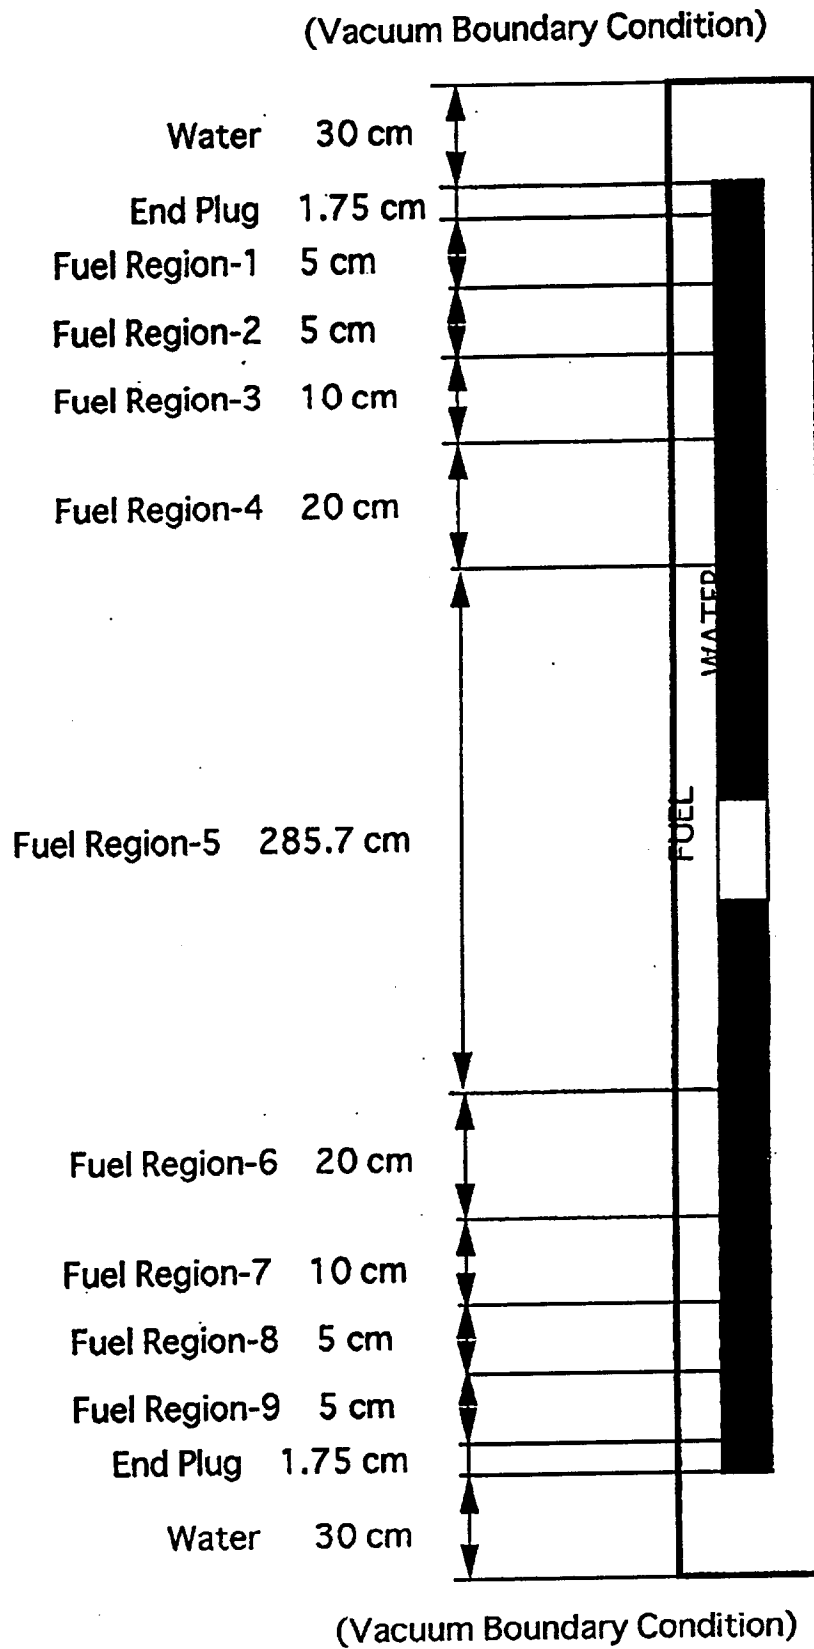 (Vacuum Boundary Condition)
Water 30 cm
End Plug 1.75 cm
Fuel Region-1 5 cm
Fuel Region-2 5 cm
Fuel Region-3 10 cm
Fuel Region-4 20 cm
WATER
FUEL
Fuel Region-5 285.7 cm
Fuel Region-6 20 cm
Fuel Region-7 10 cm
Fuel Region-8 5 cm
Fuel Region-9 5 cm
End Plug 1.75 cm
Water 30 cm
(Vacuum Boundary Condition)